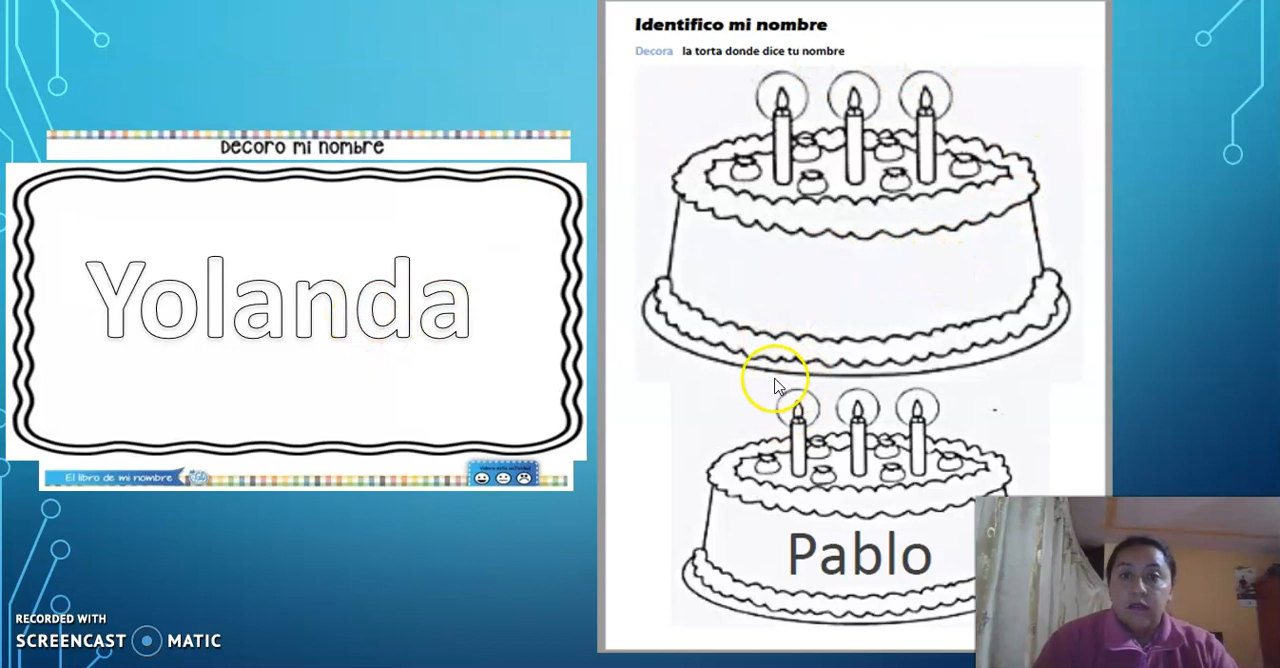 Decoro mi nombre
Yolanda
El libro de mi nombre
Identifico mi nombre
Decora la torta donde dice tu nombre
Pablo
RECORDED WITH
SCREENCAST MATIC